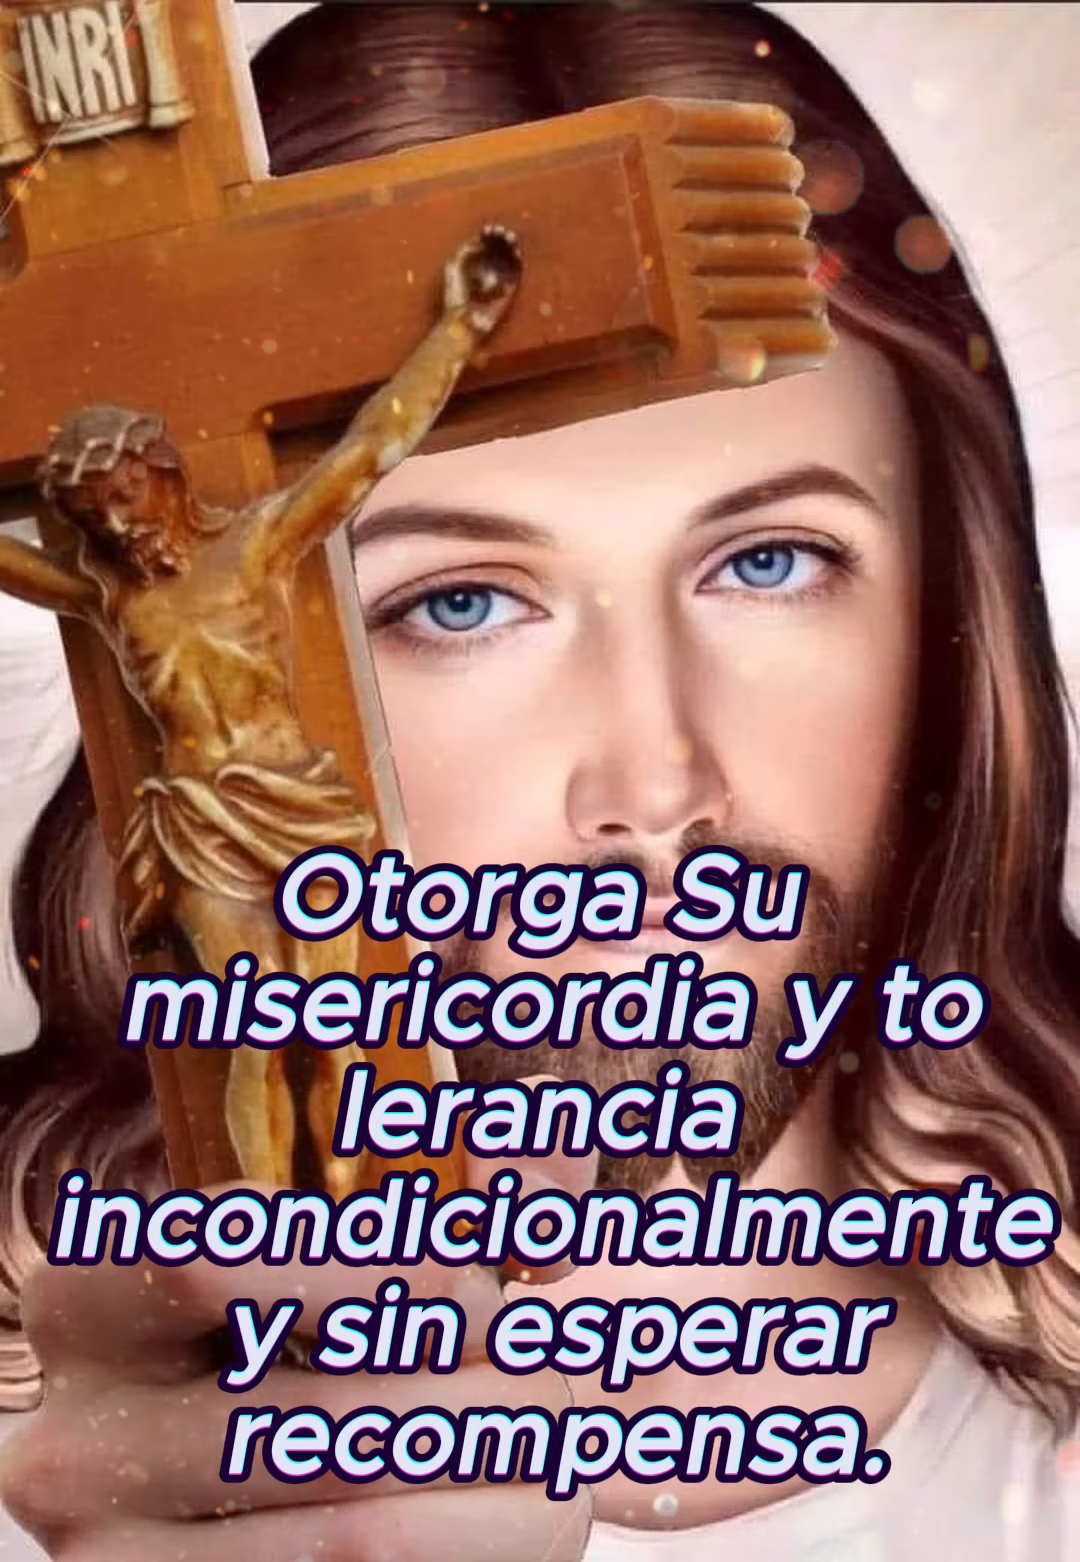 INRI
Otorga Su
misericordia y to
lerancia
incondicionalmente
y sin esperar
recompensa.